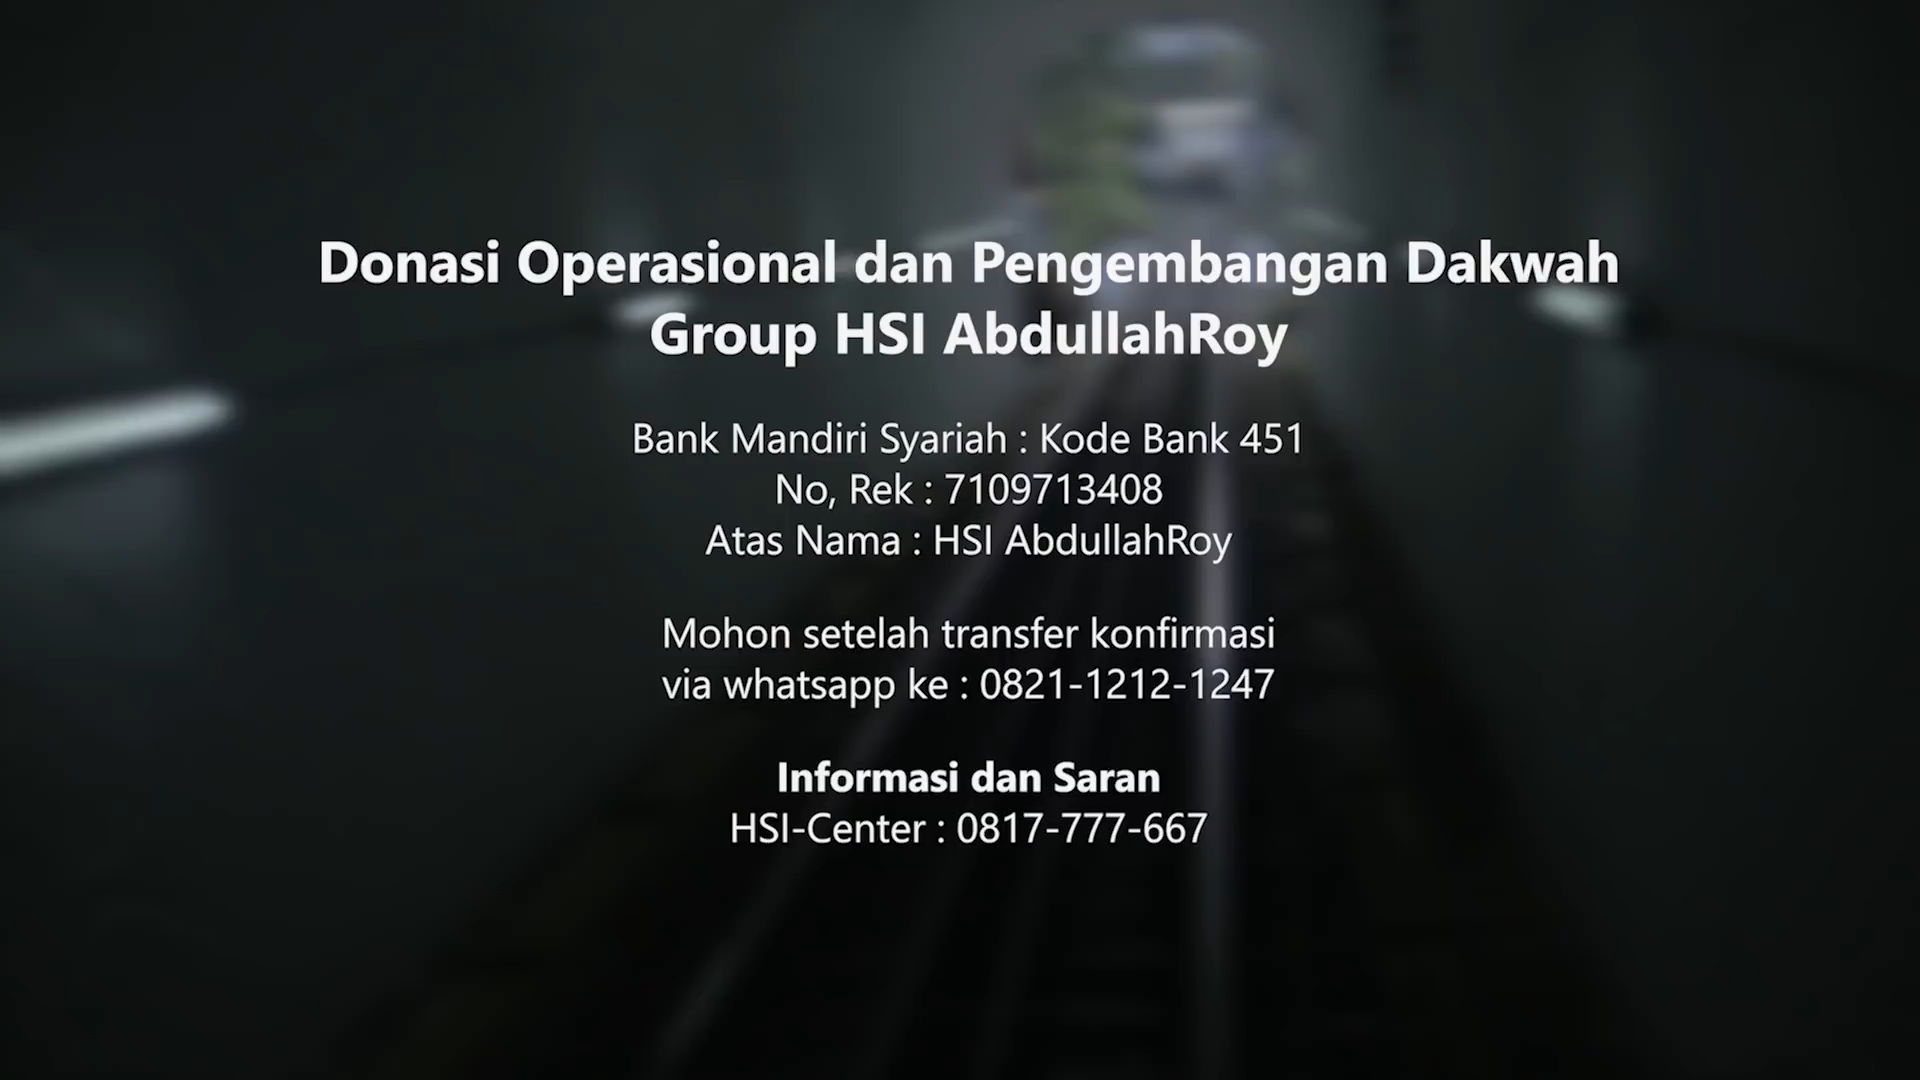 Donasi Operasional dan Pengembangan Dakwah
Group HSI AbdullahRoy
Bank Mandiri Syariah : Kode Bank 451
No, Rek : 7109713408
Atas Nama : HSI AbdullahRoy
Mohon setelah transfer konfirmasi
via whatsapp ke : 0821-1212-1247
Informasi dan Saran
HSI-Center : 0817-777-667